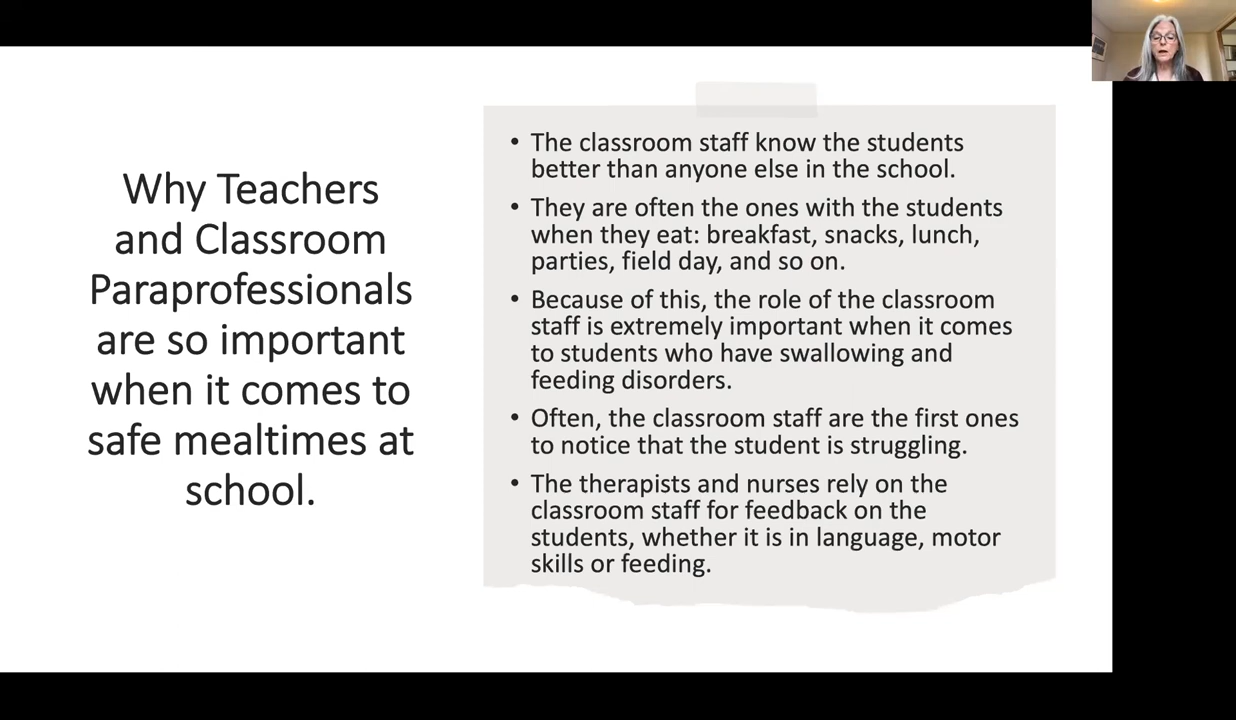 Why Teachers
and Classroom
Paraprofessionals
are so important
when it comes to
safe mealtimes at
school.
• The classroom staff know the students
better than anyone else in the school.
• They are often the ones with the students
when they eat: breakfast, snacks, lunch,
parties, field day, and so on.
• Because of this, the role of the classroom
staff is extremely important when it comes
to students who have swallowing and
feeding disorders.
• Often, the classroom staff are the first ones
to notice that the student is struggling.
• The therapists and nurses rely on the
classroom staff for feedback on the
students, whether it is in language, motor
skills or feeding.